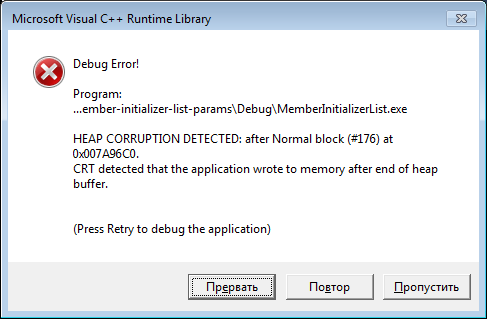 Microsoft Visual C++ Runtime Library
Debug Error!
Program:
...ember-initializer-list-params\Debug\MemberInitializerList.exe
HEAP CORRUPTION DETECTED: after Normal block (#176) at
0x007A96C0.
CRT detected that the application wrote to memory after end of heap
buffer.
(Press Retry to debug the application)
Прервать Повтор Пропустить